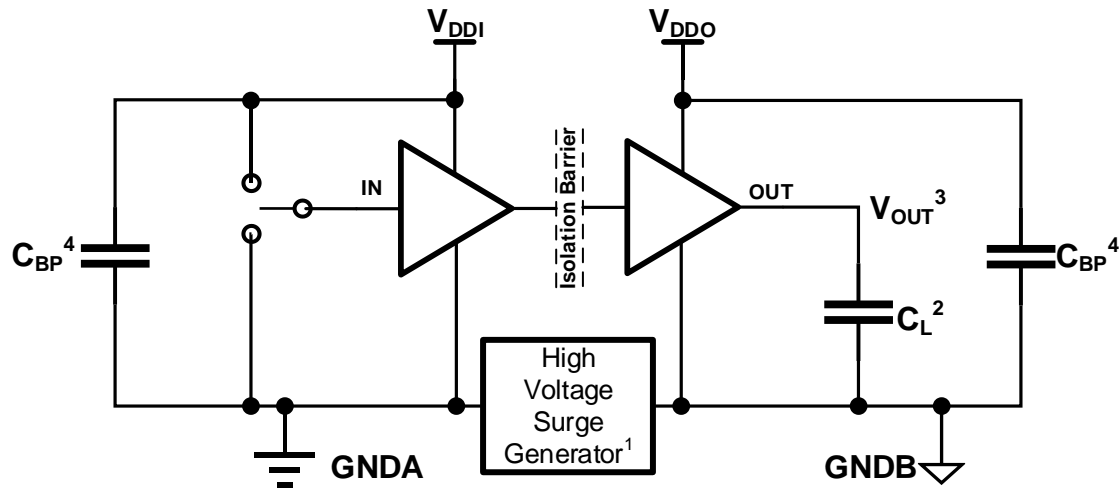 VDDI
VDDO
IN
Isolation Barrier
OUT
VOUT3
CBP4
CBP4
CL2
High
Voltage
Surge
Generator1
GNDA
GNDB